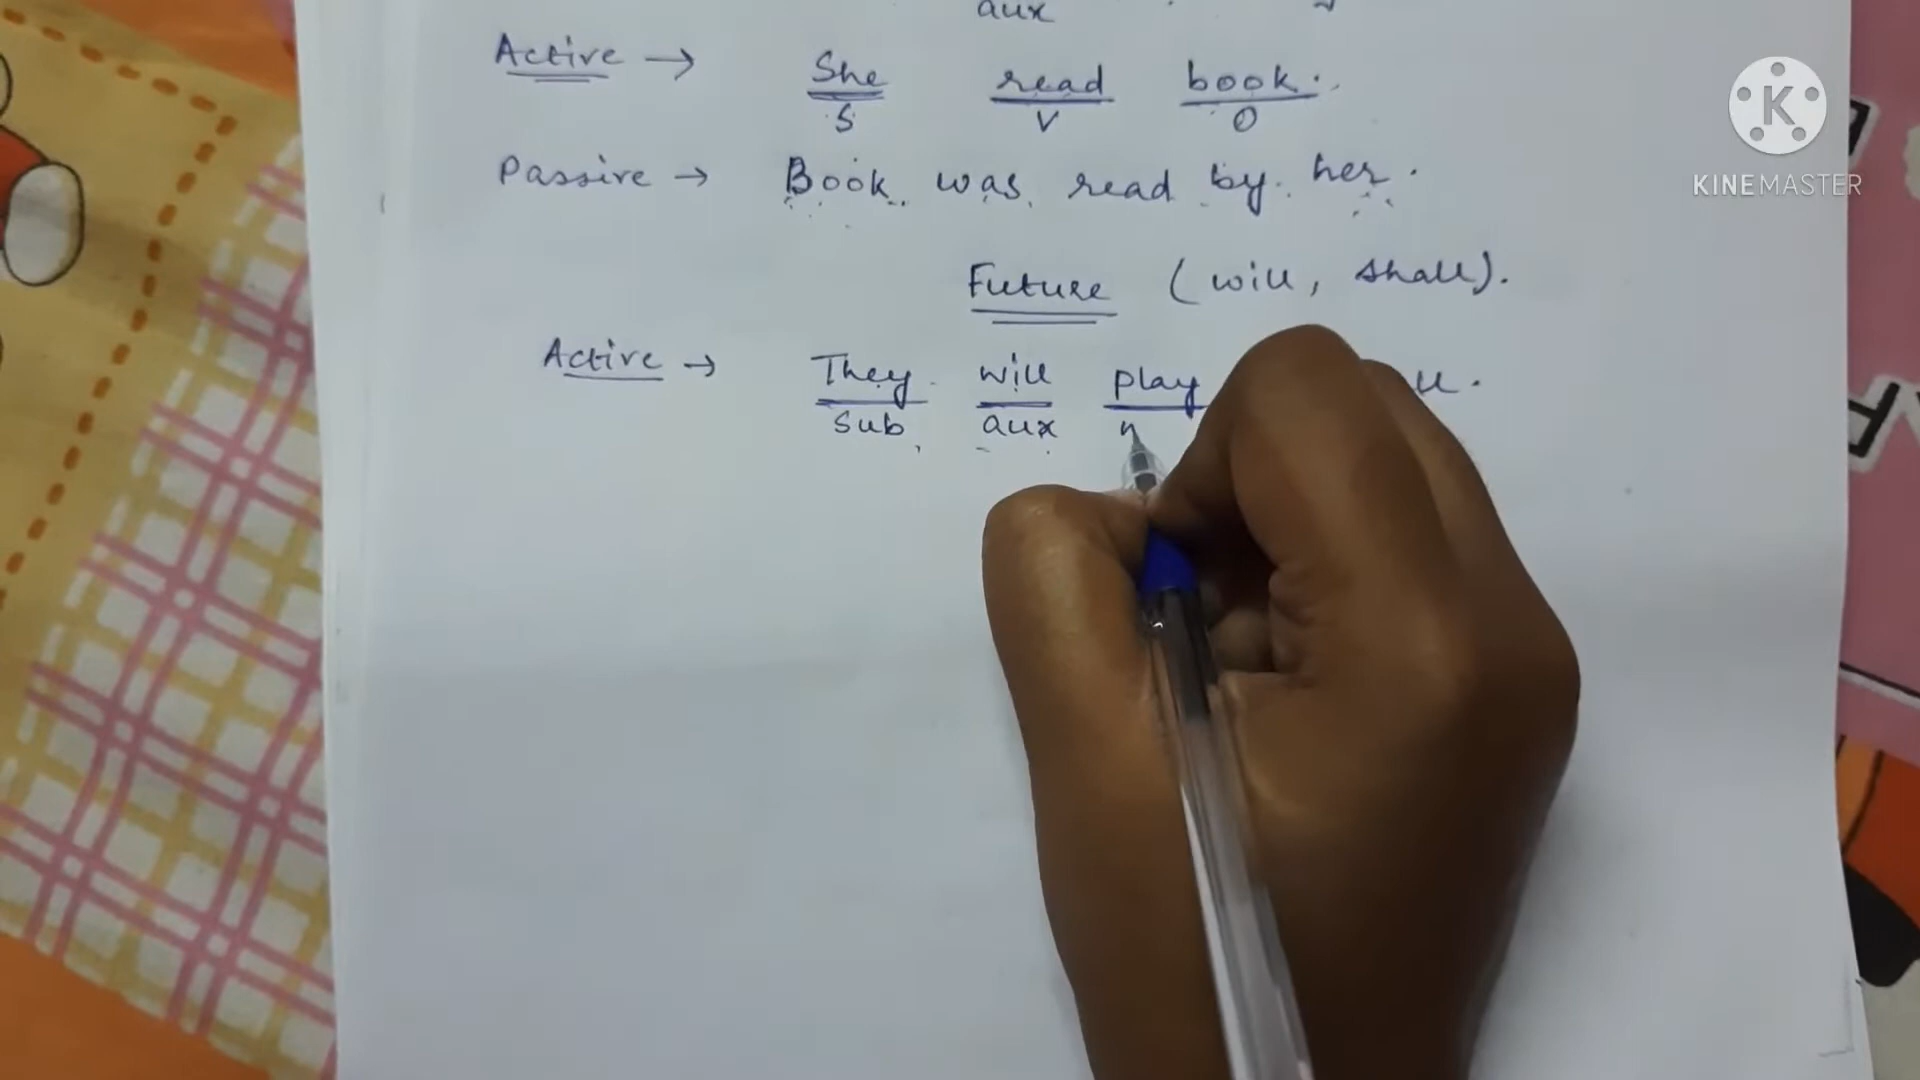 aux
Active → She read book.
S V O
Passive → Book was read by her.
Future (will, shall).
Active → They will play
sub aux
KINEMASTER